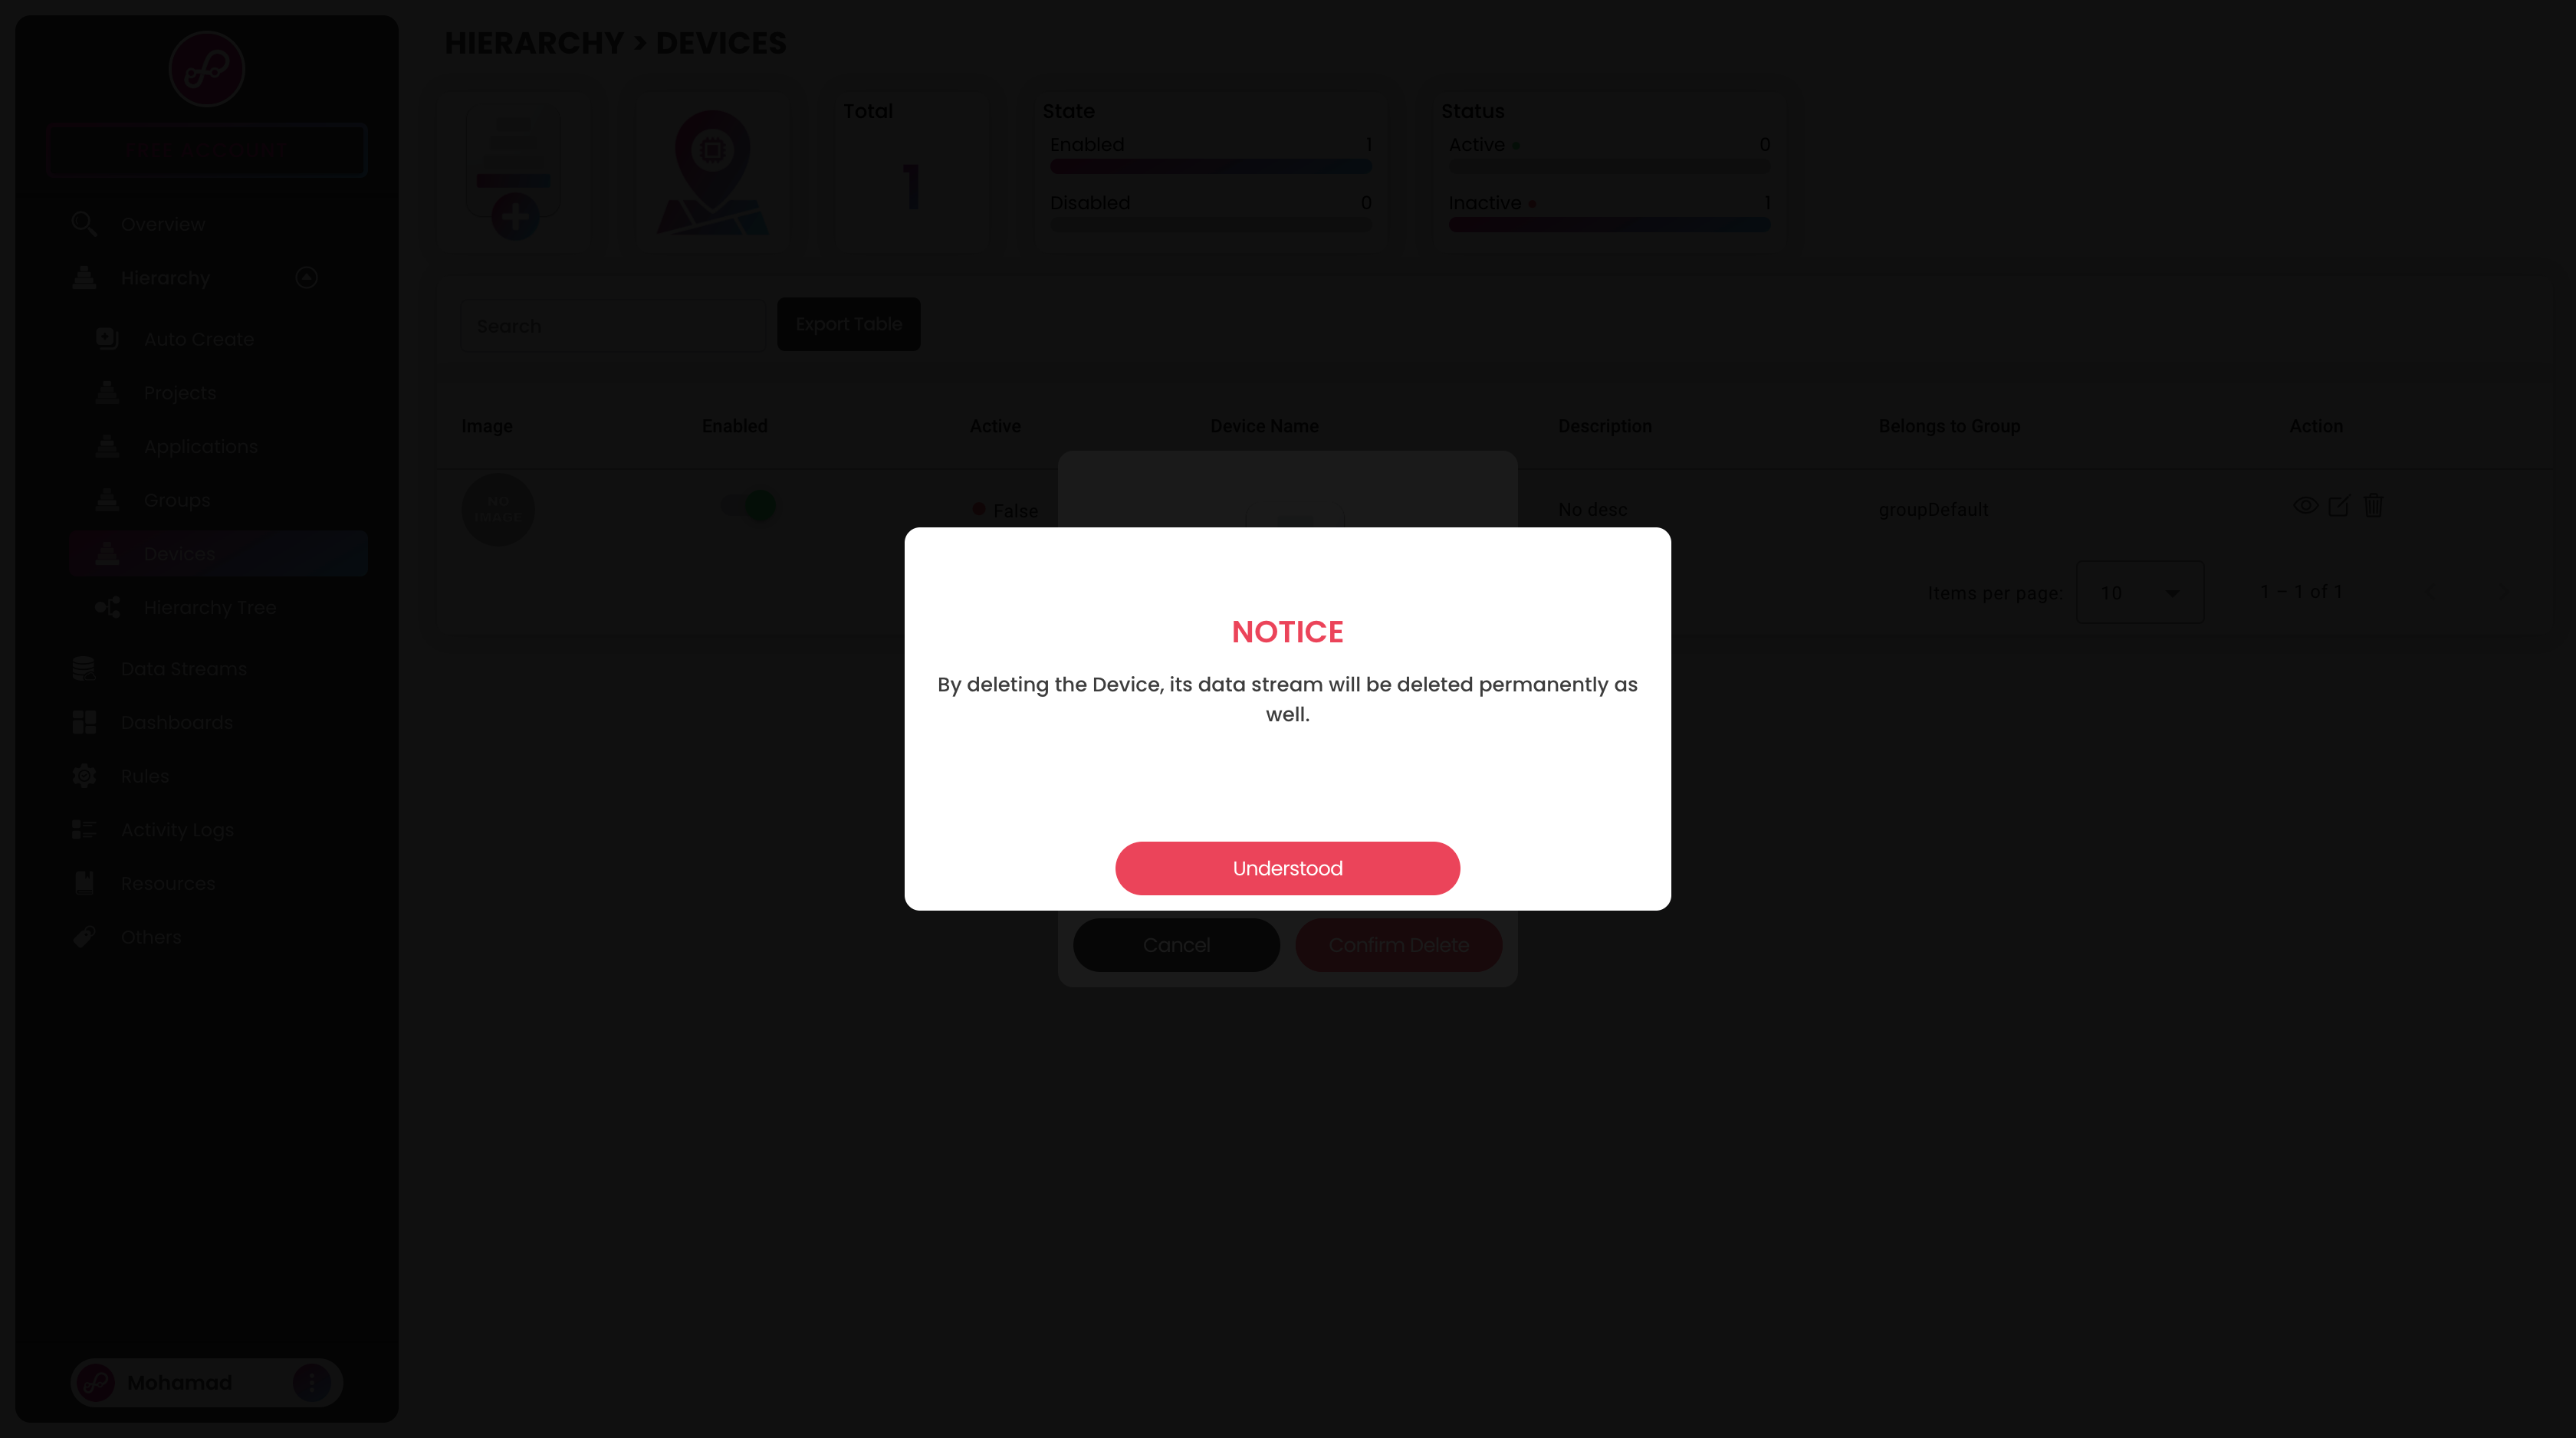 HIERARCHY > DEVICES
FREE ACCOUNT
Overview
Hierarchy
Auto Create
Projects
Applications
Groups
Devices
Hierarchy Tree
Data Streams
Dashboards
Rules
Activity Logs
Resources
Others
Mohamad
Total
1
State
Enabled 1
Disabled 0
Status
Active 0
Inactive 1
Search
Export Table
Image Enabled Active Device Name Description Belongs to Group Action
NO
IMAGE
False No desc groupDefault
Items per page: 10 1 – 1 of 1
NOTICE
By deleting the Device, its data stream will be deleted permanently as
well.
Understood
Cancel Confirm Delete